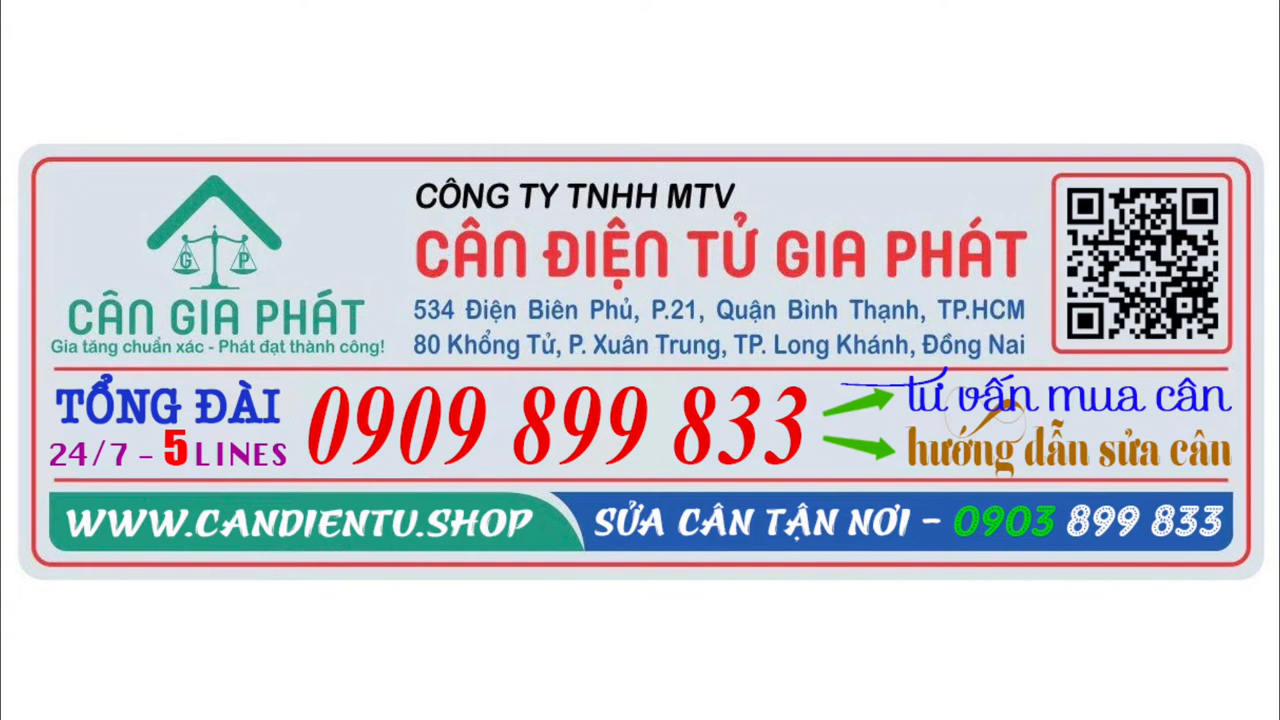 G P
CÂN GIA PHÁT
Gia tăng chuẩn xác - Phát đạt thành công!
CÔNG TY TNHH MTV
CÂN ĐIỆN TỬ GIA PHÁT
534 Điện Biên Phủ, P.21, Quận Bình Thạnh, TP.HCM
80 Khổng Tử, P. Xuân Trung, TP. Long Khánh, Đồng Nai
TỔNG ĐÀI
24/7 - 5 LINES
0909 899 833
tư vấn mua cân
hướng dẫn sửa cân
WWW.CANDIENTU.SHOP
SỬA CÂN TẬN NƠI - 0903 899 833